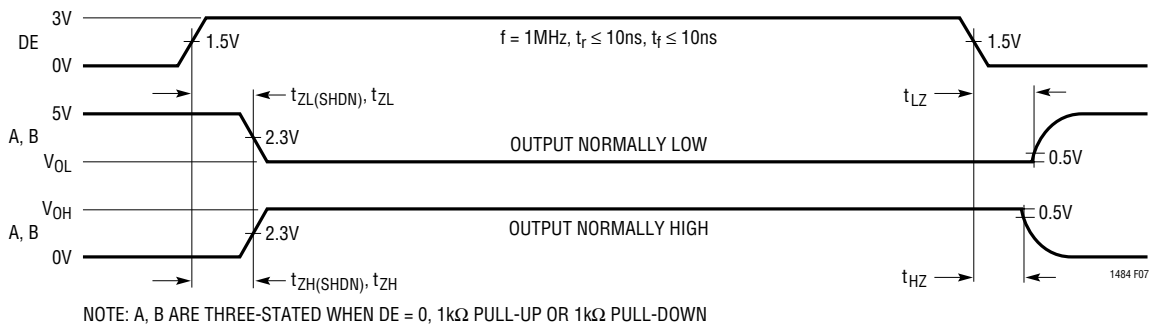 3V
DE
1.5V
f = 1MHz, tr ≤ 10ns, tf ≤ 10ns
1.5V
0V
tZL(SHDN), tZL
tLZ
5V
A, B
2.3V
OUTPUT NORMALLY LOW
0.5V
VOL
VOH
0.5V
A, B
2.3V
OUTPUT NORMALLY HIGH
0V
tZH(SHDN), tZH
tHZ
1484 F07
NOTE: A, B ARE THREE-STATED WHEN DE = 0, 1kΩ PULL-UP OR 1kΩ PULL-DOWN